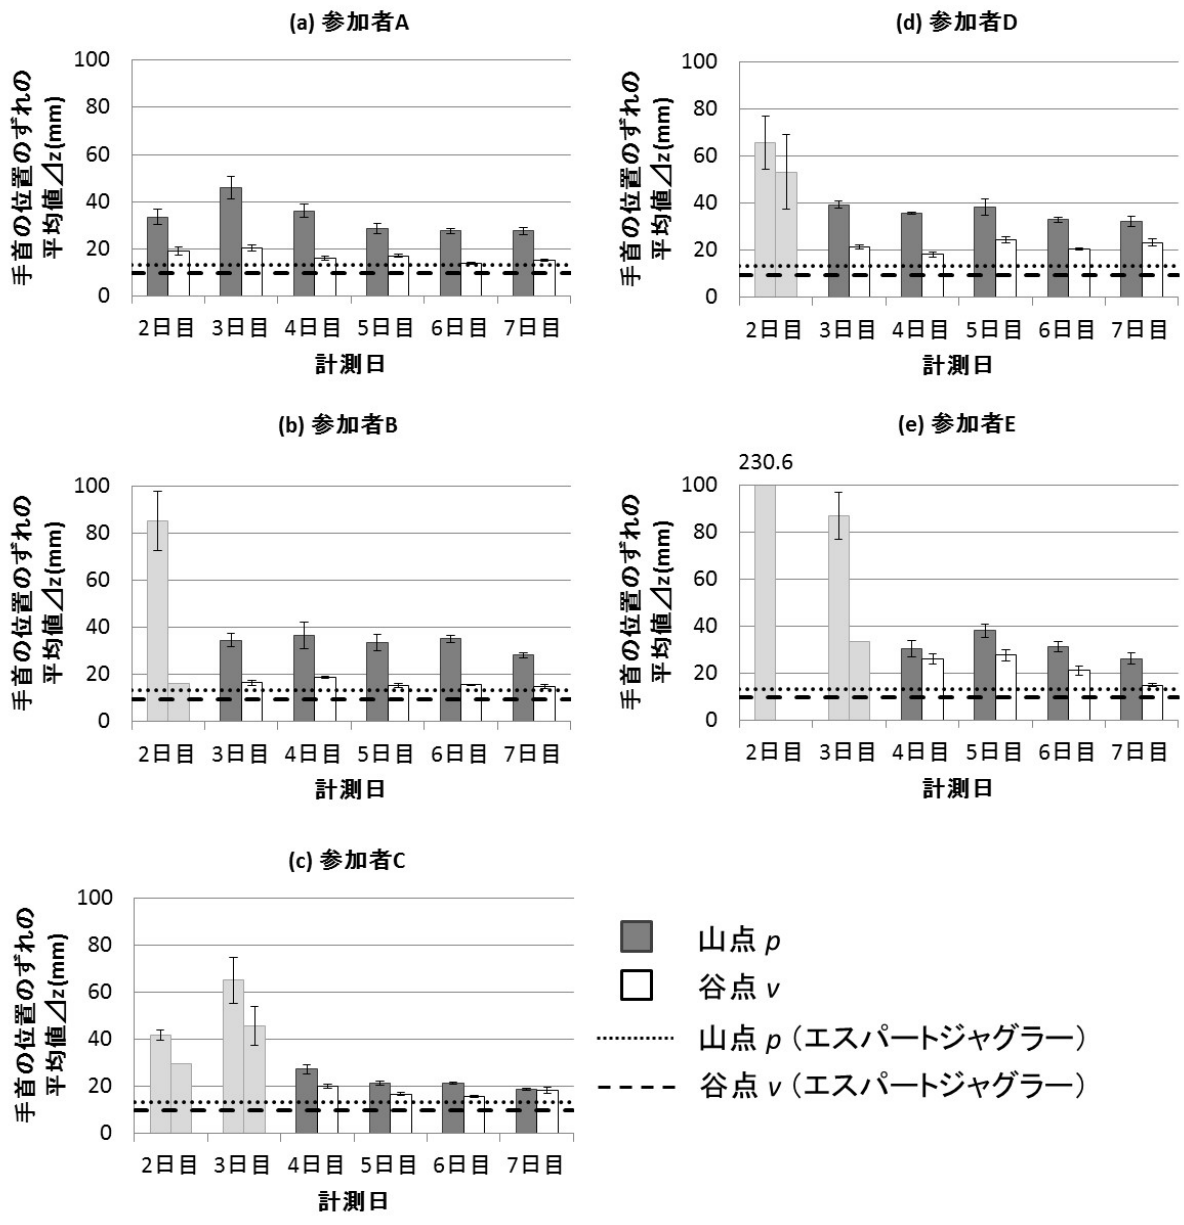 (a) 参加者A
手首の位置のずれの
平均値⊿z(mm)
100
80
60
40
20
0
2日目 3日目 4日目 5日目 6日目 7日目
計測日
(b) 参加者B
手首の位置のずれの
平均値⊿z(mm)
100
80
60
40
20
0
2日目 3日目 4日目 5日目 6日目 7日目
計測日
(c) 参加者C
手首の位置のずれの
平均値⊿z(mm)
100
80
60
40
20
0
2日目 3日目 4日目 5日目 6日目 7日目
計測日
(d) 参加者D
手首の位置のずれの
平均値⊿z(mm)
100
80
60
40
20
0
2日目 3日目 4日目 5日目 6日目 7日目
計測日
(e) 参加者E
230.6
手首の位置のずれの
平均値⊿z(mm)
100
80
60
40
20
0
2日目 3日目 4日目 5日目 6日目 7日目
計測日
山点 p
谷点 v
山点 p（エスパートジャグラー）
谷点 v（エスパートジャグラー）